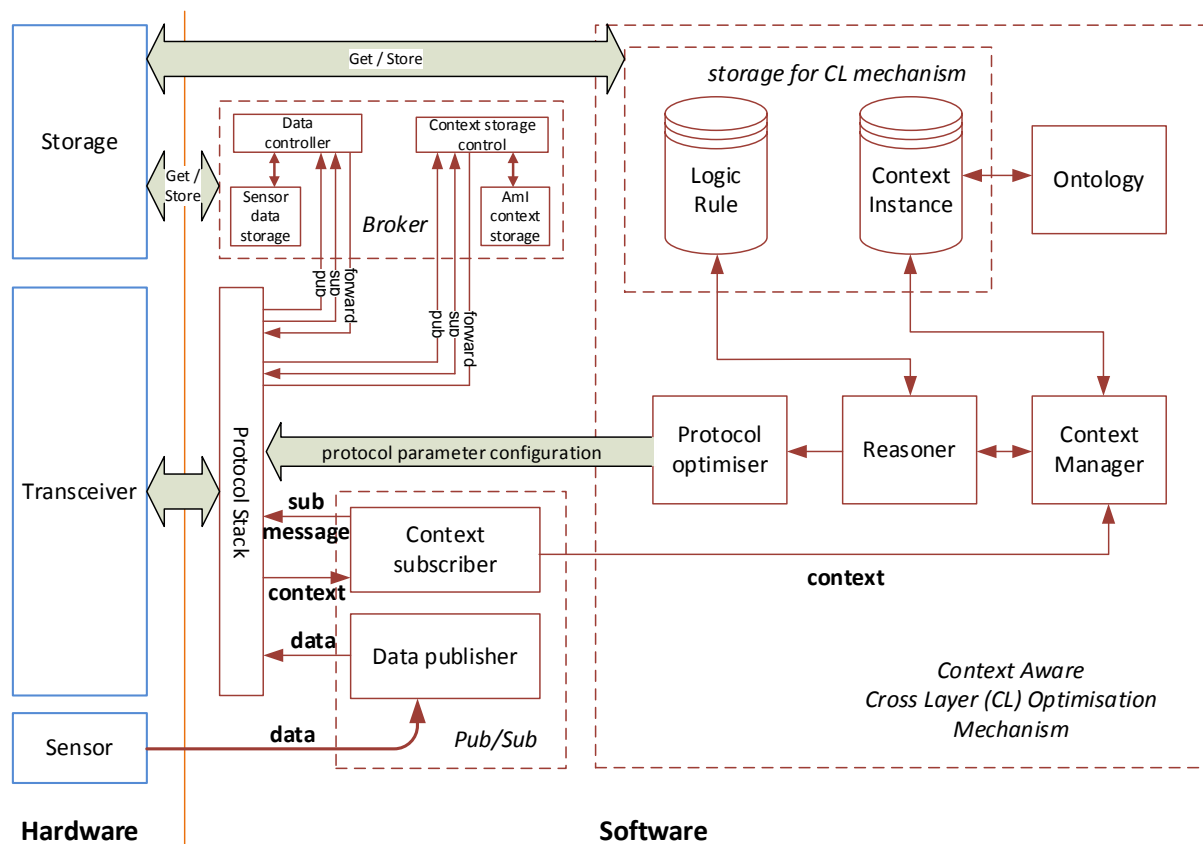 Get / Store
storage for CL mechanism
Storage
Data
controller
Context storage
control
Logic
Rule
Context
Instance
Ontology
Get /
Store
Sensor
data
storage
Broker
AmI
context
storage
pub
sub
forward
pub
sub
forward
Transceiver
Protocol Stack
protocol parameter configuration
Protocol
optimiser
Reasoner
Context
Manager
sub
message
Context
subscriber
context
context
data
Data publisher
Context Aware
Cross Layer (CL) Optimisation
Mechanism
Sensor
data
Pub/Sub
Hardware
Software